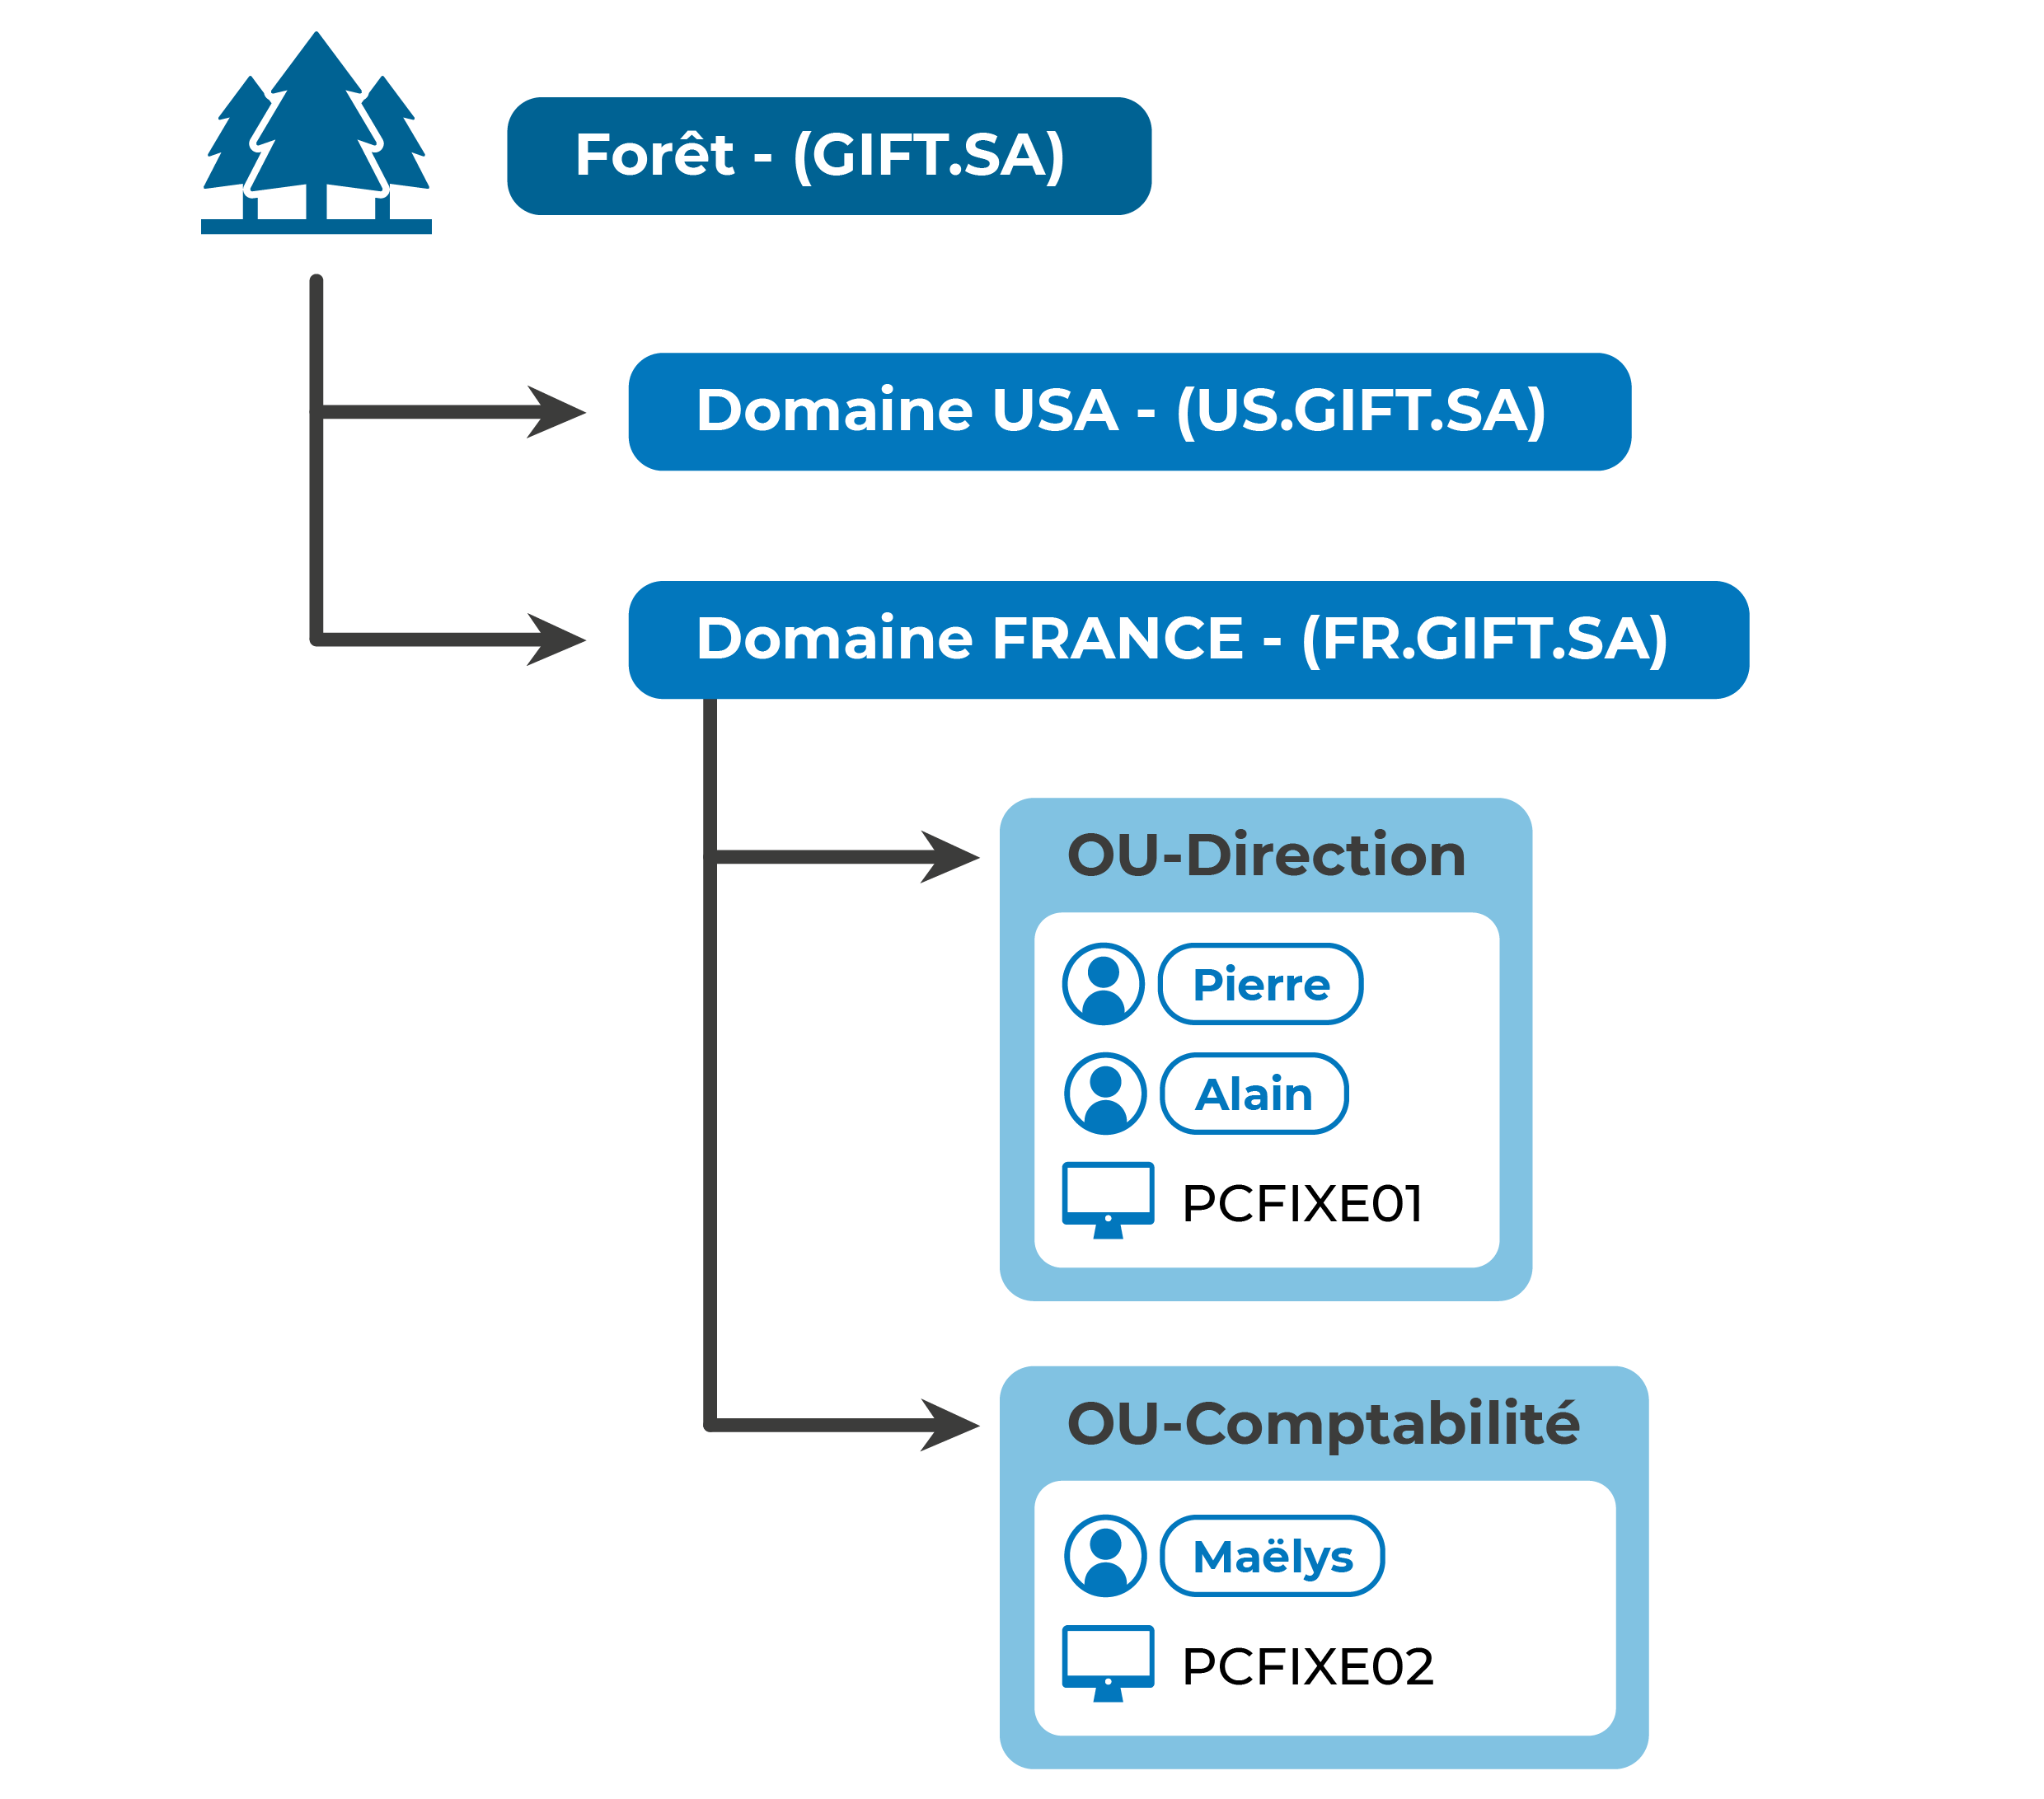 Forêt - (GIFT.SA)
Domaine USA - (US.GIFT.SA)
Domaine FRANCE - (FR.GIFT.SA)
OU-Direction
Pierre
Alain
PCFIXE01
OU-Comptabilité
Maëlys
PCFIXE02